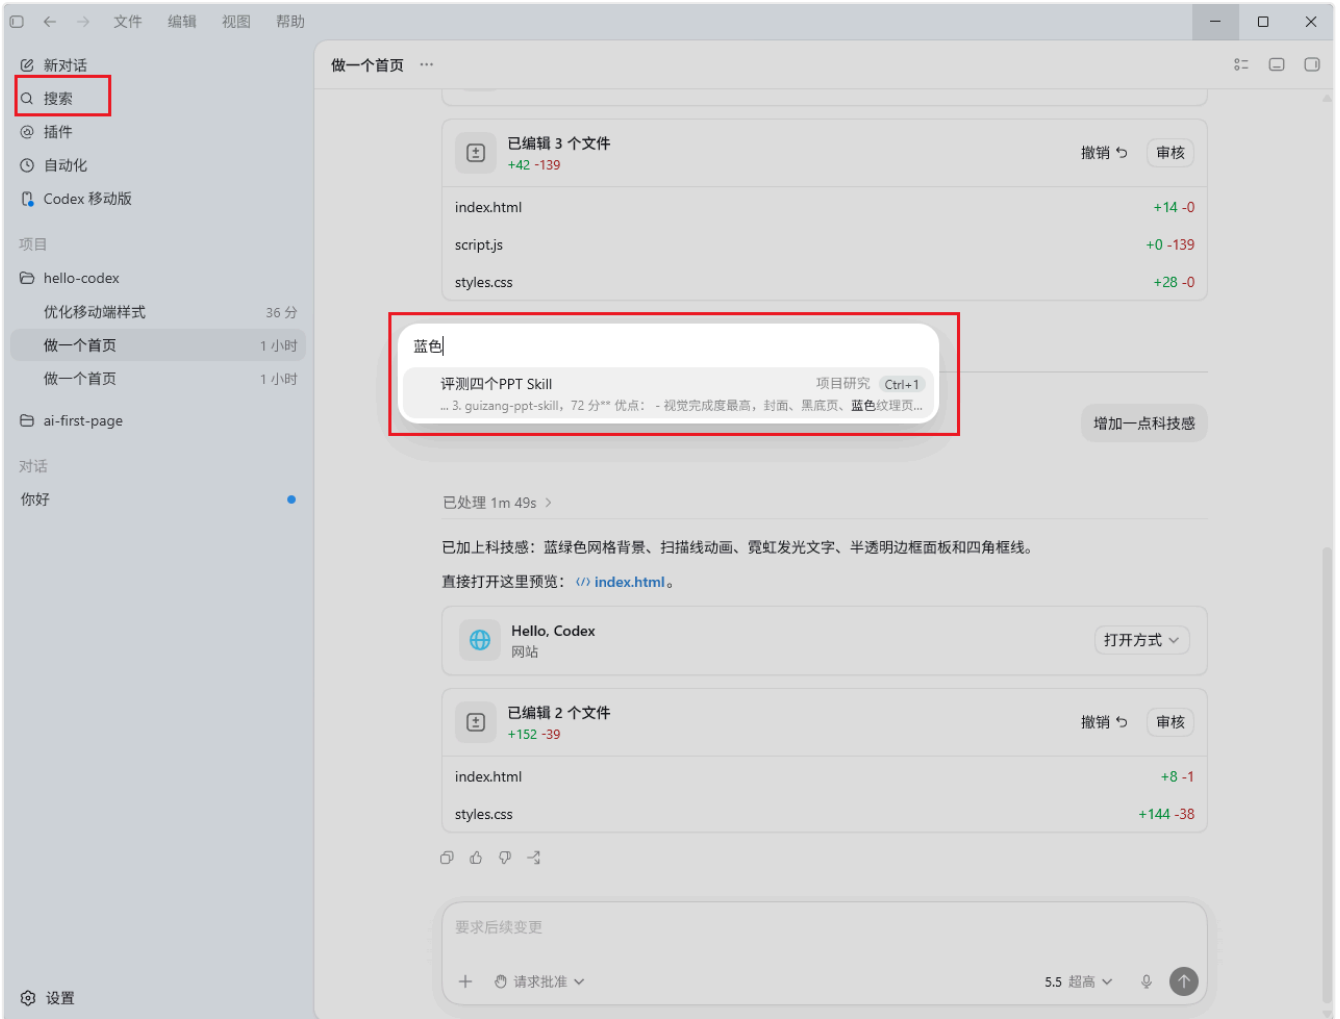 文件 编辑 视图 帮助
新对话
搜索
插件
自动化
Codex 移动版
项目
hello-codex
优化移动端样式 36 分
做一个首页 1 小时
做一个首页 1 小时
ai-first-page
对话
你好
设置
做一个首页 ···
已编辑 3 个文件
+42 -139
撤销 审核
index.html +14 -0
script.js +0 -139
styles.css +28 -0
蓝色
评测四个PPT Skill 项目研究 Ctrl+1
... 3. guizang-ppt-skill，72 分** 优点： - 视觉完成度最高，封面、黑底页、蓝色纹理页...
增加一点科技感
已处理 1m 49s
已加上科技感：蓝绿色网格背景、扫描线动画、霓虹发光文字、半透明边框面板和四角框线。
直接打开这里预览： index.html。
Hello, Codex
网站
打开方式
已编辑 2 个文件
+152 -39
撤销 审核
index.html +8 -1
styles.css +144 -38
要求后续变更
请求批准 5.5 超高